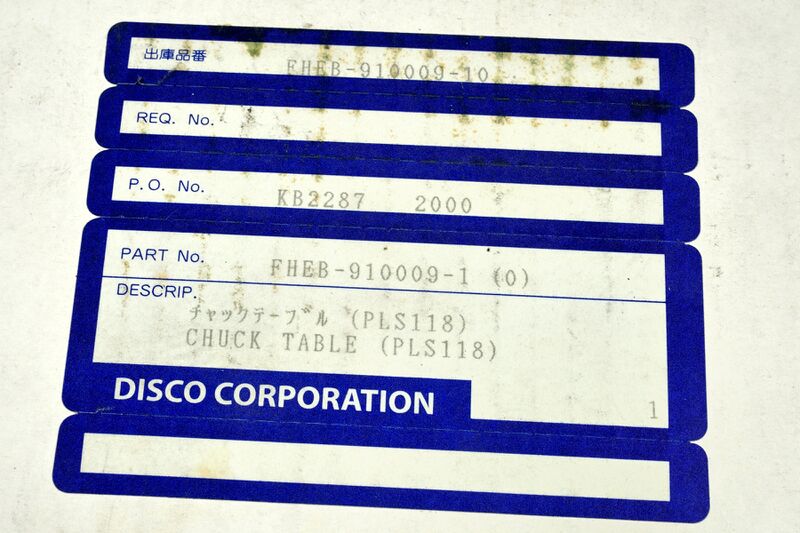 出庫品番 FHEB-910009-10
REQ. No.
P.O. No. KB2287 2000
PART No. FHEB-910009-1 (0)
DESCRIP.
チャックテーブル (PLS118)
CHUCK TABLE (PLS118)
DISCO CORPORATION
1